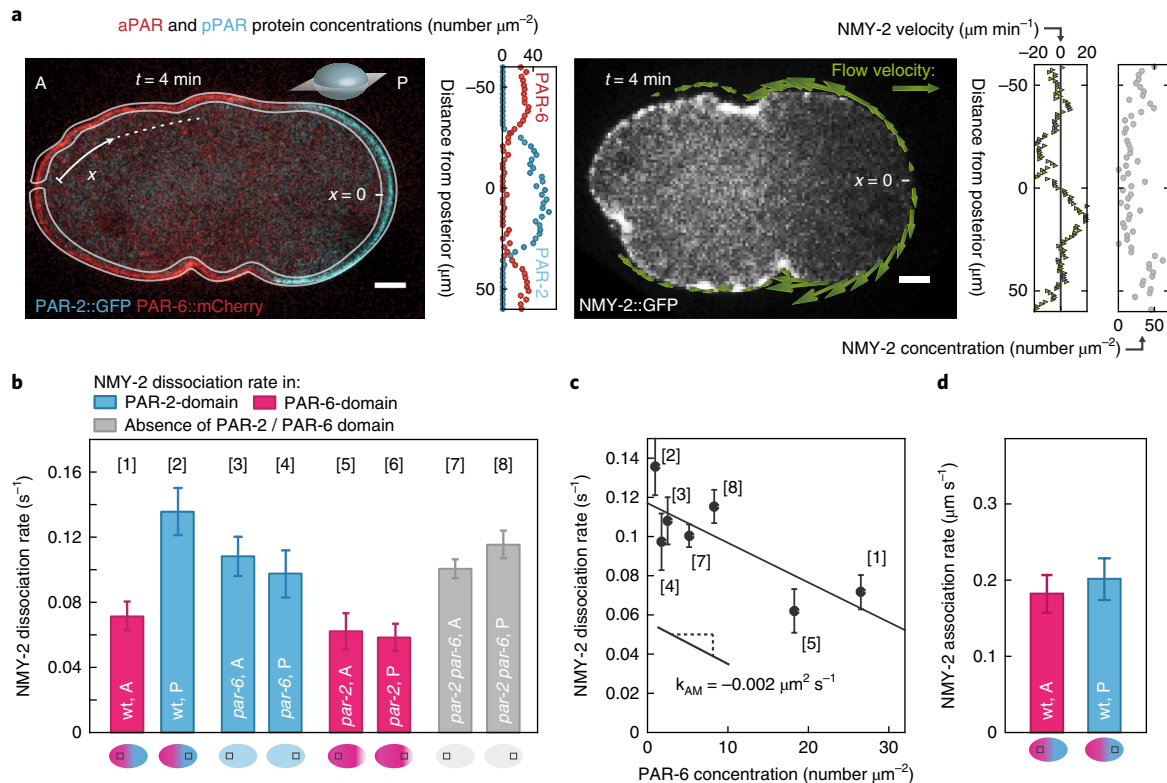 a
aPAR and pPAR protein concentrations (number μm⁻²)
0 40
A
t = 4 min
P
x
x = 0
PAR-2::GFP PAR-6::mCherry
PAR-6
PAR-2
−50
0
50
Distance from posterior (μm)
t = 4 min
Flow velocity:
x = 0
NMY-2::GFP
NMY-2 velocity (μm min⁻¹)
−20 0 20
−50
0
50
Distance from posterior (μm)
0 50
NMY-2 concentration (number μm⁻²)
b
NMY-2 dissociation rate in:
PAR-2-domain PAR-6-domain
Absence of PAR-2 / PAR-6 domain
NMY-2 dissociation rate (s⁻¹)
0.16
0.12
0.08
0.04
0
[1] [2] [3] [4] [5] [6] [7] [8]
wt, A
wt, P
par-6, A
par-6, P
par-2, A
par-2, P
par-2 par-6, A
par-2 par-6, P
c
NMY-2 dissociation rate (s⁻¹)
0.14
0.12
0.1
0.08
0.06
0.04
0.02
0
[2]
[3]
[8]
[4]
[7]
[1]
[5]
k_AM = −0.002 μm² s⁻¹
0 10 20 30
PAR-6 concentration (number μm⁻²)
d
NMY-2 association rate (μm s⁻¹)
0.3
0.2
0.1
0
wt, A
wt, P